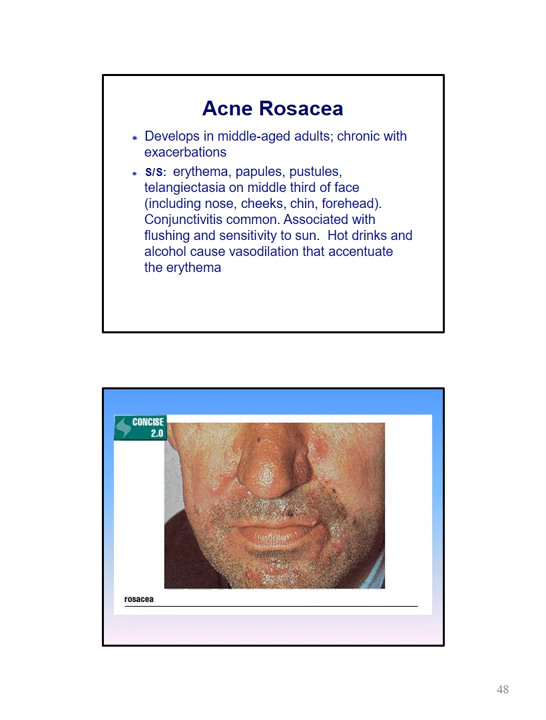 Acne Rosacea
Develops in middle-aged adults; chronic with
exacerbations
S/S: erythema, papules, pustules,
telangiectasia on middle third of face
(including nose, cheeks, chin, forehead).
Conjunctivitis common. Associated with
flushing and sensitivity to sun. Hot drinks and
alcohol cause vasodilation that accentuate
the erythema
CONCISE
2.0
rosacea
48